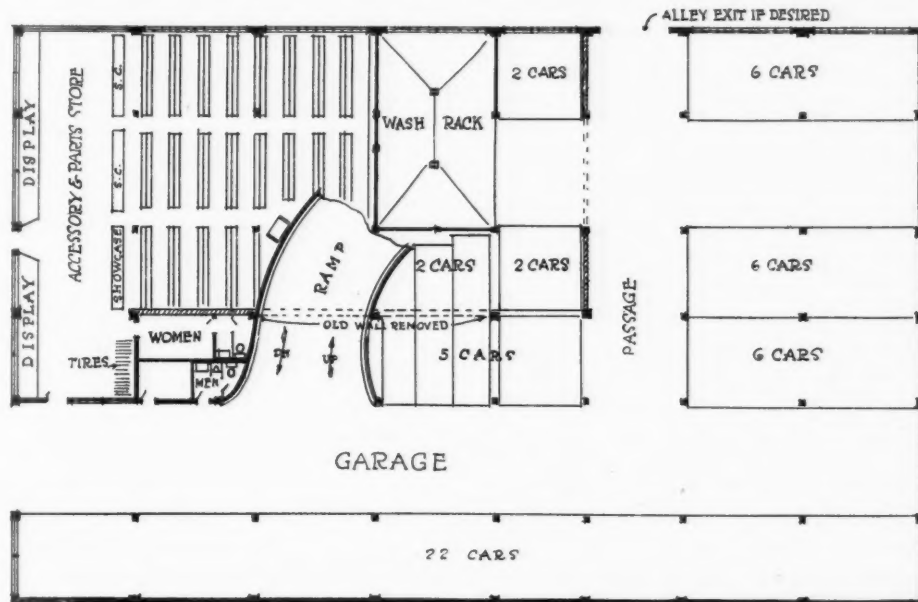 ALLEY EXIT IF DESIRED
DISPLAY
ACCESSORY & PARTS STORE
S.C.
S.C.
SHOWCASE
DISPLAY
WASH RACK
2 CARS
6 CARS
RAMP
2 CARS
2 CARS
6 CARS
OLD WALL REMOVED
WOMEN
TIRES
MEN
DN
UP
5 CARS
PASSAGE
6 CARS
GARAGE
22 CARS